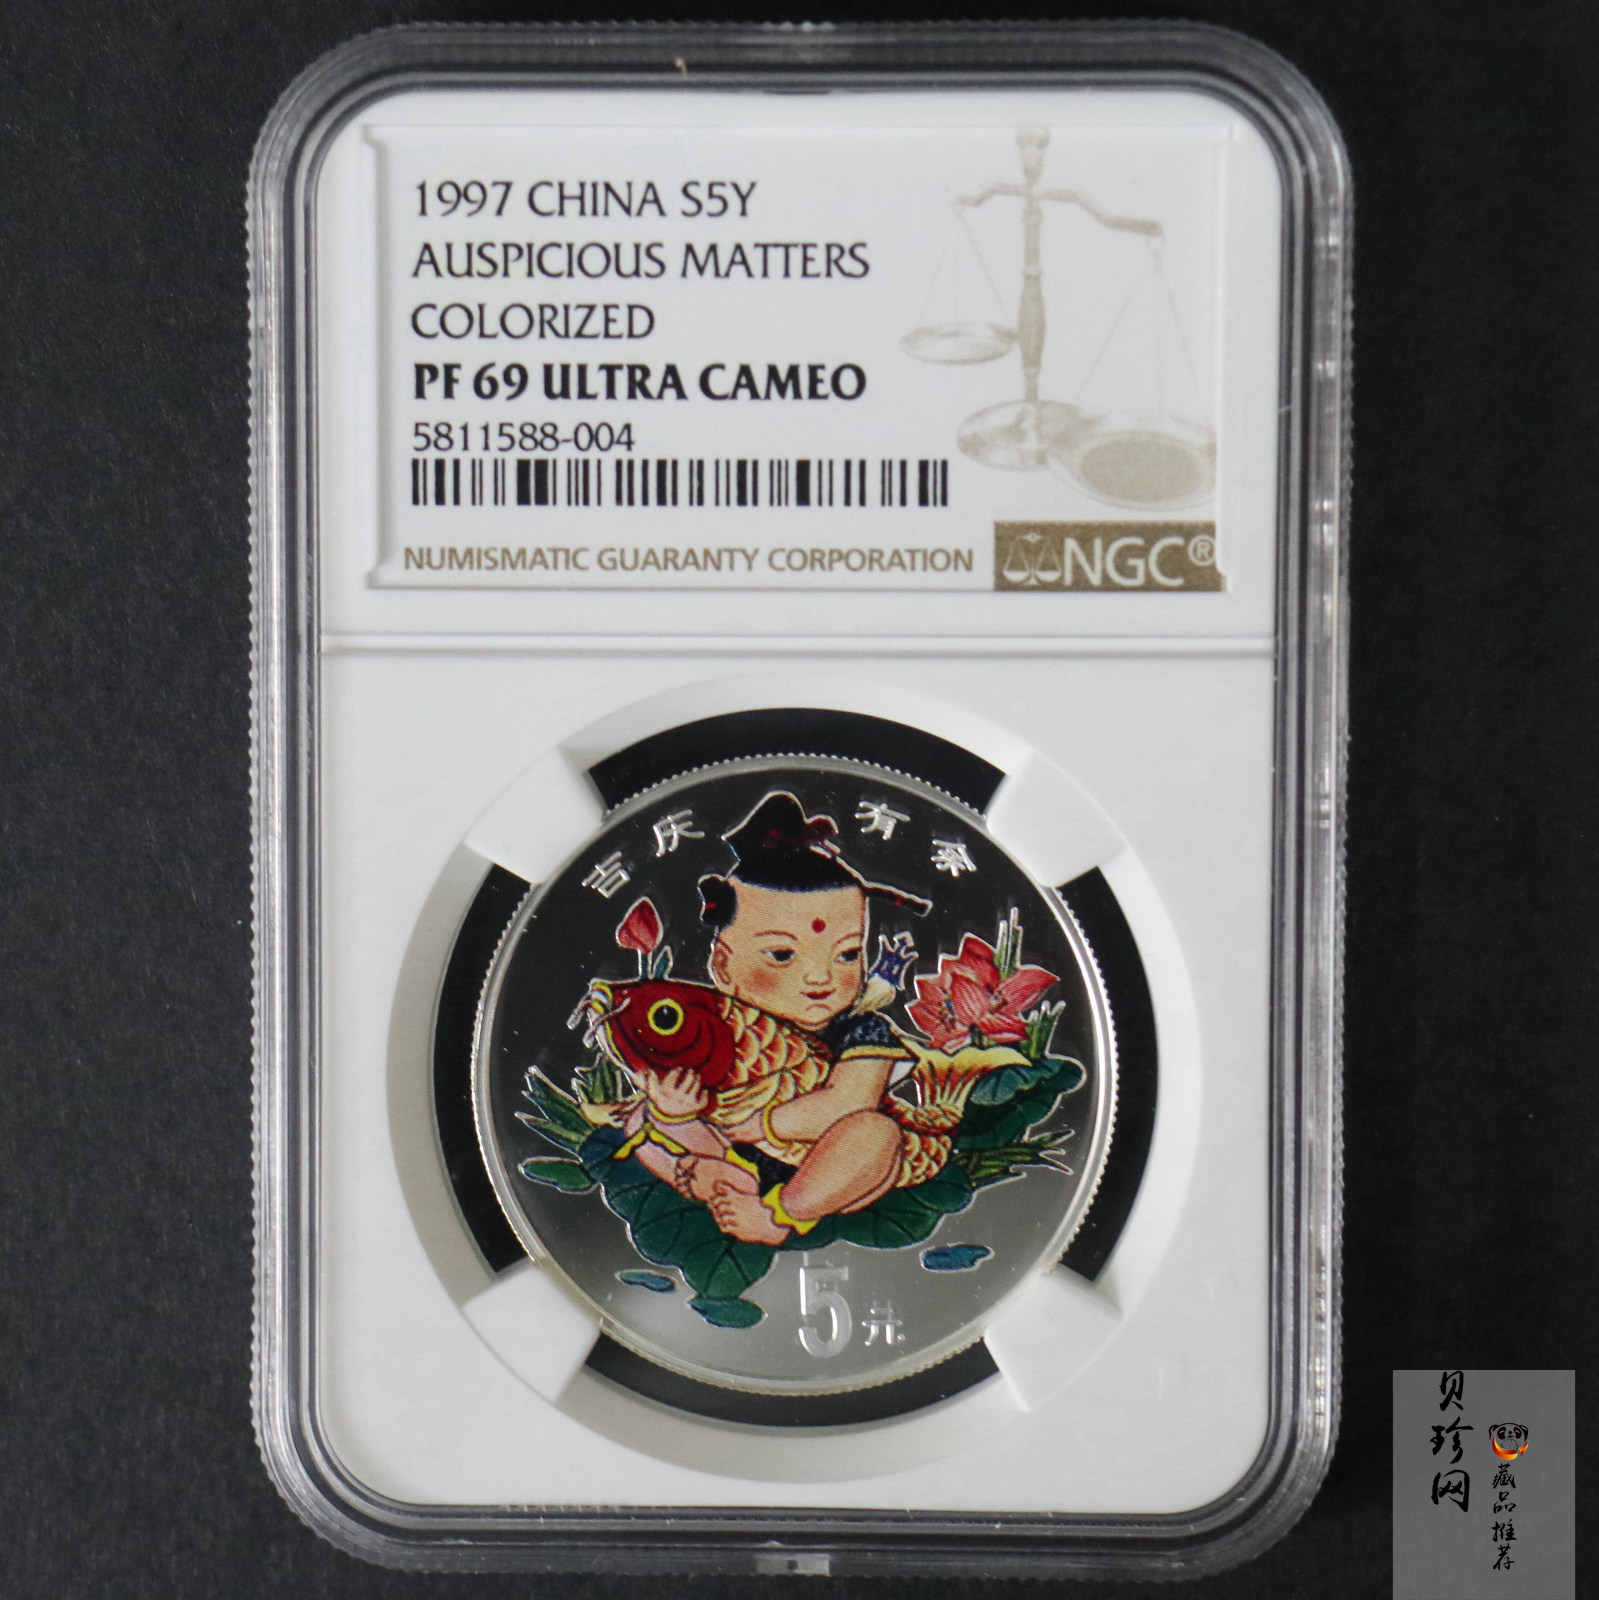 1997 CHINA S5Y
AUSPICIOUS MATTERS
COLORIZED
PF 69 ULTRA CAMEO
5811588-004
NUMISMATIC GUARANTY CORPORATION
NGC®
吉庆有余
5元
贝珍网
藏品推荐